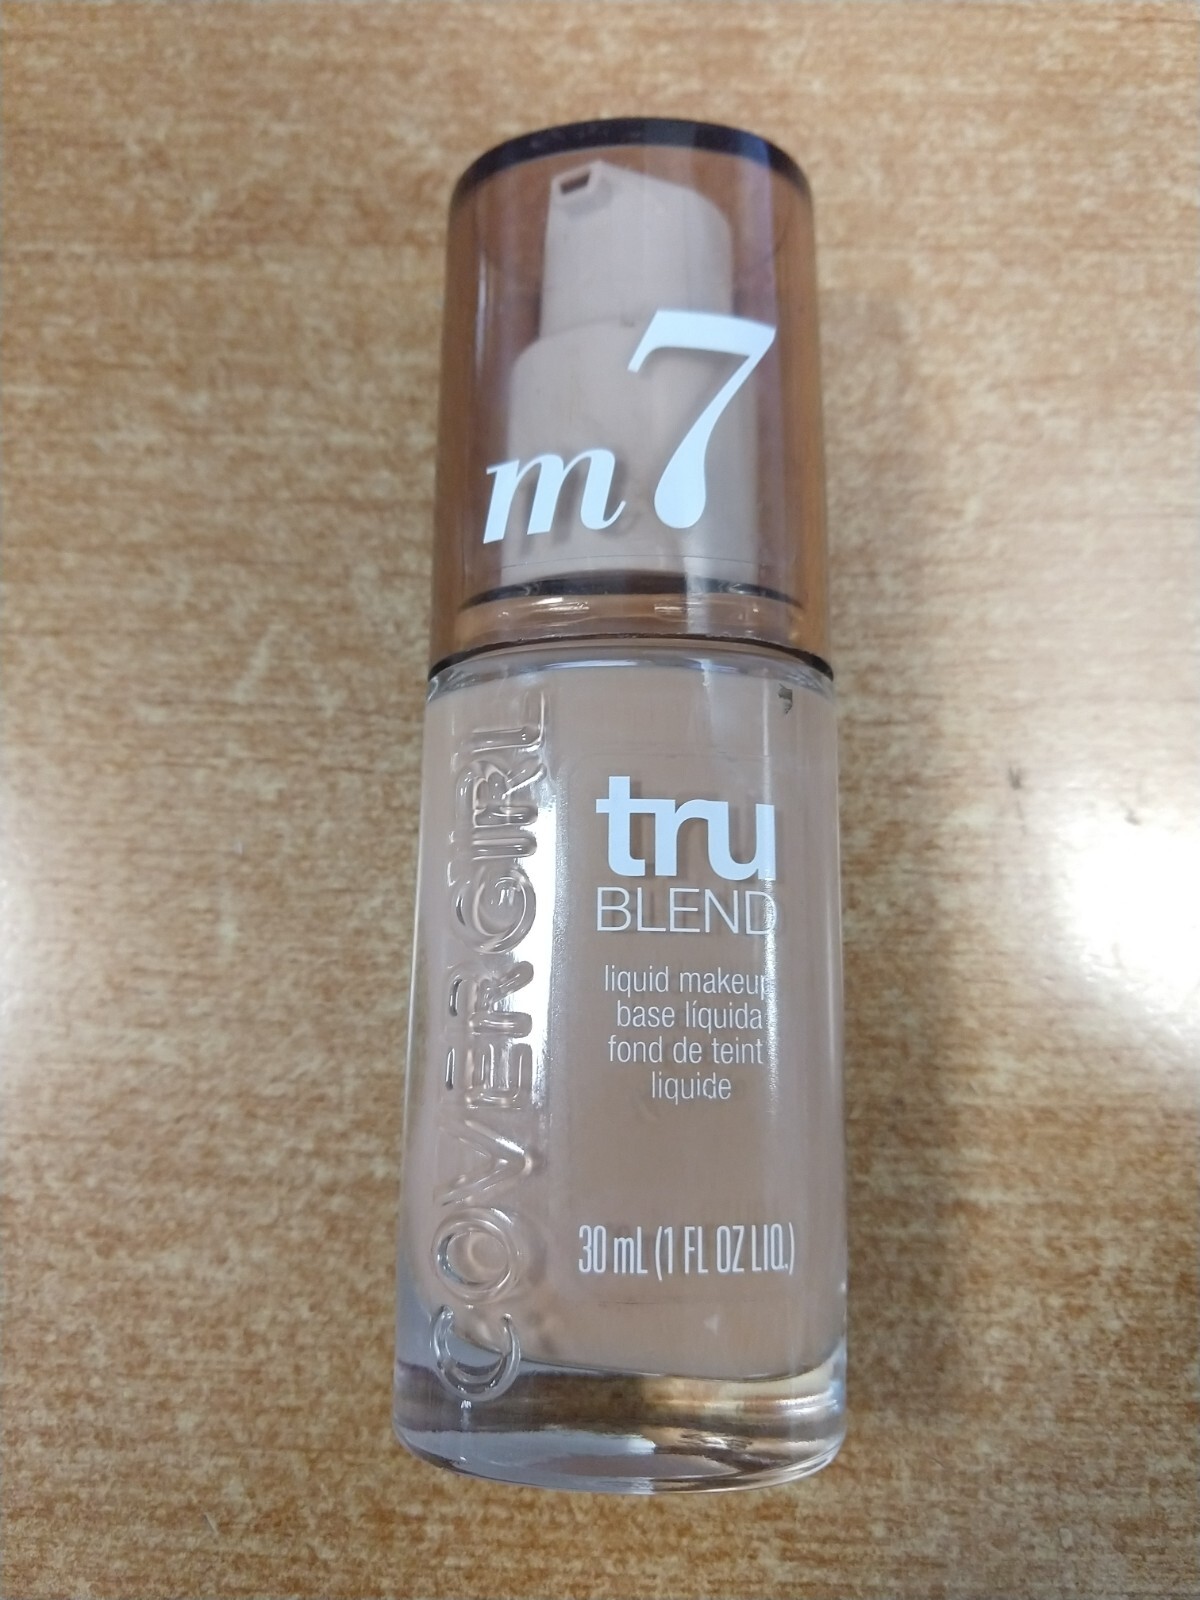 m7
COVERGIRL
tru
BLEND
liquid makeup
base líquida
fond de teint
liquide
30 mL (1 FL OZ LIQ.)